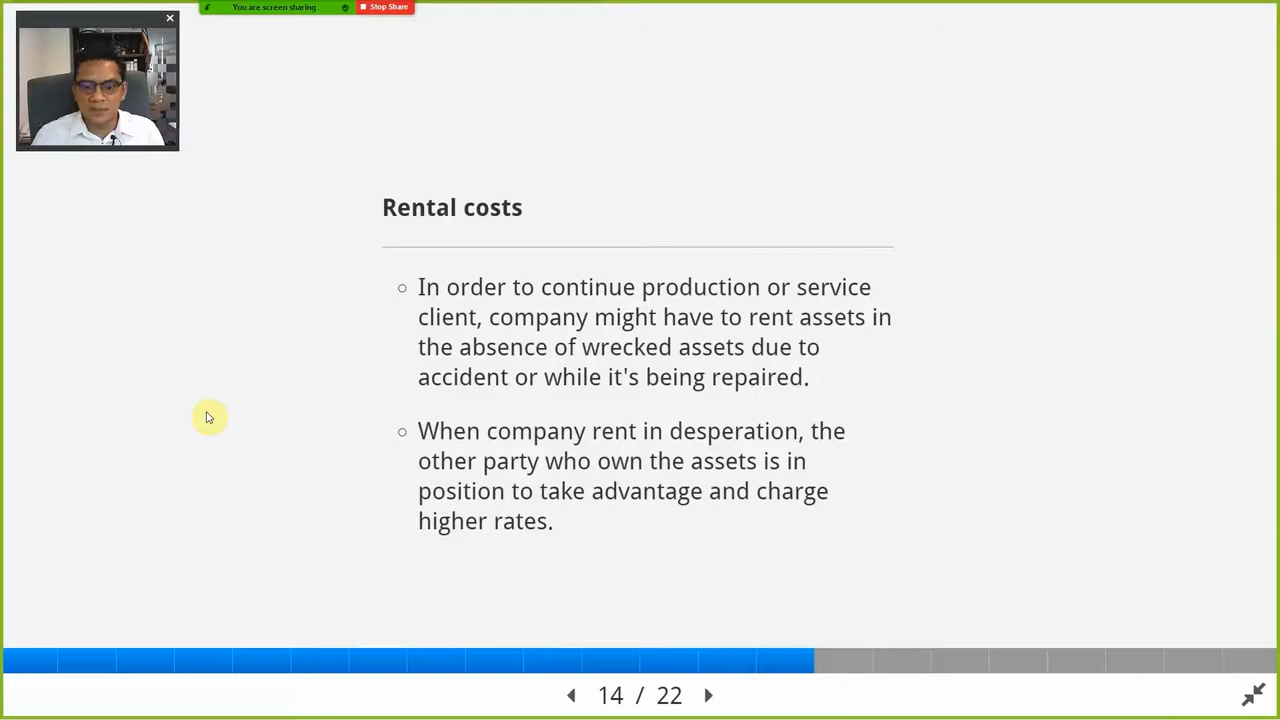 You are screen sharing
Stop Share
Rental costs
In order to continue production or service
client, company might have to rent assets in
the absence of wrecked assets due to
accident or while it's being repaired.
When company rent in desperation, the
other party who own the assets is in
position to take advantage and charge
higher rates.
14 / 22